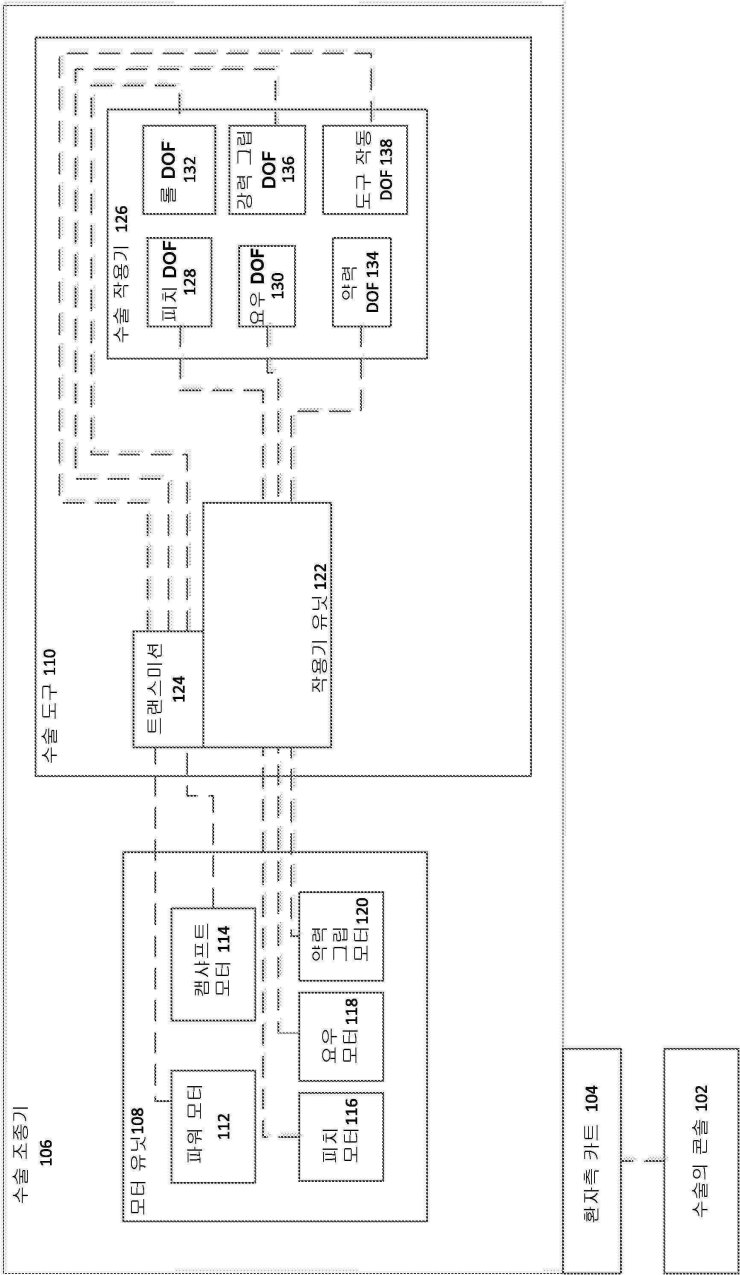 수술 조종기
106
모터 유닛108
파워 모터
112
캠샤프트
모터 114
피치
모터116
요우
모터118
약력
그립
모터120
수술 도구 110
트랜스미션
124
작용기 유닛122
수술 작용기 126
피치 DOF
128
롤 DOF
132
요우 DOF
130
강력 그립
DOF
136
약력
DOF 134
도구 작동
DOF 138
환자측 카트 104
수술의 콘솔 102